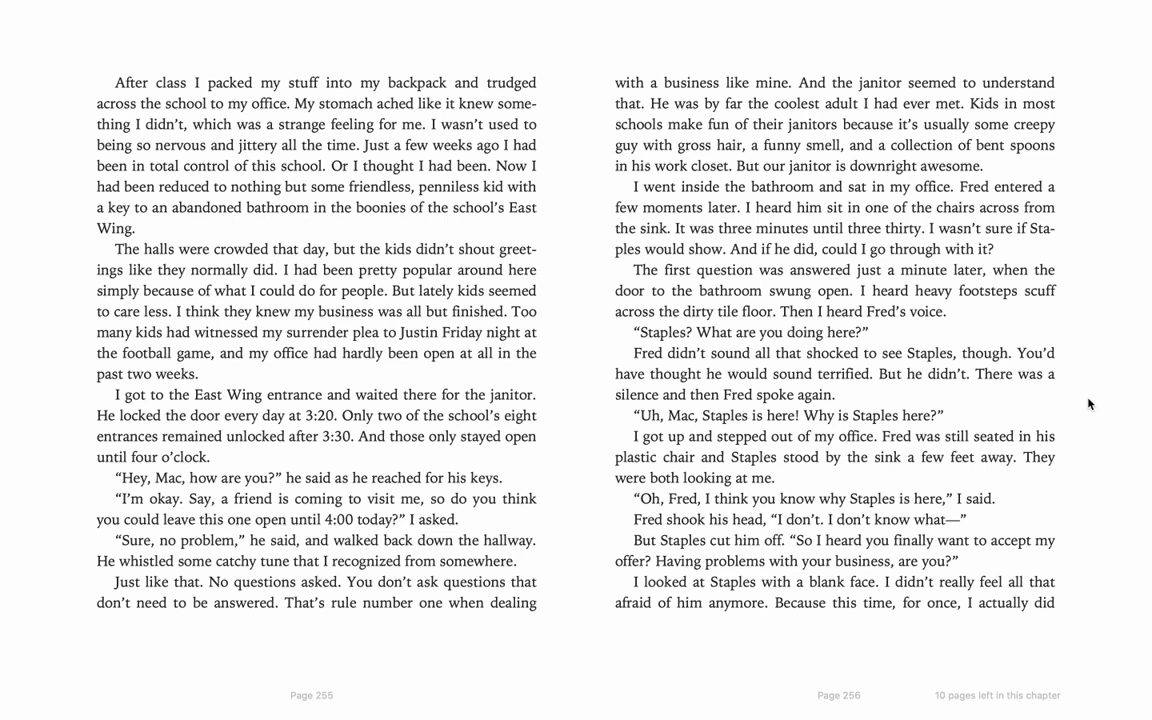 After class I packed my stuff into my backpack and trudged
across the school to my office. My stomach ached like it knew some-
thing I didn’t, which was a strange feeling for me. I wasn’t used to
being so nervous and jittery all the time. Just a few weeks ago I had
been in total control of this school. Or I thought I had been. Now I
had been reduced to nothing but some friendless, penniless kid with
a key to an abandoned bathroom in the boonies of the school’s East
Wing.
The halls were crowded that day, but the kids didn’t shout greet-
ings like they normally did. I had been pretty popular around here
simply because of what I could do for people. But lately kids seemed
to care less. I think they knew my business was all but finished. Too
many kids had witnessed my surrender plea to Justin Friday night at
the football game, and my office had hardly been open at all in the
past two weeks.
I got to the East Wing entrance and waited there for the janitor.
He locked the door every day at 3:20. Only two of the school’s eight
entrances remained unlocked after 3:30. And those only stayed open
until four o’clock.
“Hey, Mac, how are you?” he said as he reached for his keys.
“I’m okay. Say, a friend is coming to visit me, so do you think
you could leave this one open until 4:00 today?” I asked.
“Sure, no problem,” he said, and walked back down the hallway.
He whistled some catchy tune that I recognized from somewhere.
Just like that. No questions asked. You don’t ask questions that
don’t need to be answered. That’s rule number one when dealing
Page 255
with a business like mine. And the janitor seemed to understand
that. He was by far the coolest adult I had ever met. Kids in most
schools make fun of their janitors because it’s usually some creepy
guy with gross hair, a funny smell, and a collection of bent spoons
in his work closet. But our janitor is downright awesome.
I went inside the bathroom and sat in my office. Fred entered a
few moments later. I heard him sit in one of the chairs across from
the sink. It was three minutes until three thirty. I wasn’t sure if Sta-
ples would show. And if he did, could I go through with it?
The first question was answered just a minute later, when the
door to the bathroom swung open. I heard heavy footsteps scuff
across the dirty tile floor. Then I heard Fred’s voice.
“Staples? What are you doing here?”
Fred didn’t sound all that shocked to see Staples, though. You’d
have thought he would sound terrified. But he didn’t. There was a
silence and then Fred spoke again.
“Uh, Mac, Staples is here! Why is Staples here?”
I got up and stepped out of my office. Fred was still seated in his
plastic chair and Staples stood by the sink a few feet away. They
were both looking at me.
“Oh, Fred, I think you know why Staples is here,” I said.
Fred shook his head, “I don’t. I don’t know what—”
But Staples cut him off. “So I heard you finally want to accept my
offer? Having problems with your business, are you?”
I looked at Staples with a blank face. I didn’t really feel all that
afraid of him anymore. Because this time, for once, I actually did
Page 256
10 pages left in this chapter